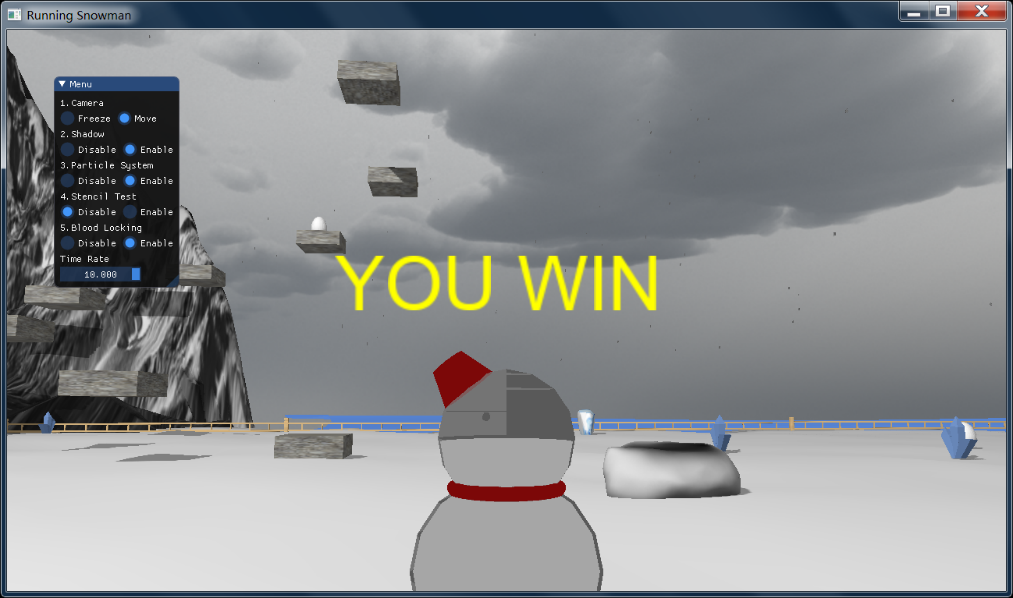 Running Snowman
Menu
1.Camera
Freeze Move
2.Shadow
Disable Enable
3.Particle System
Disable Enable
4.Stencil Test
Disable Enable
5.Blood Locking
Disable Enable
Time Rate
10.000
YOU WIN